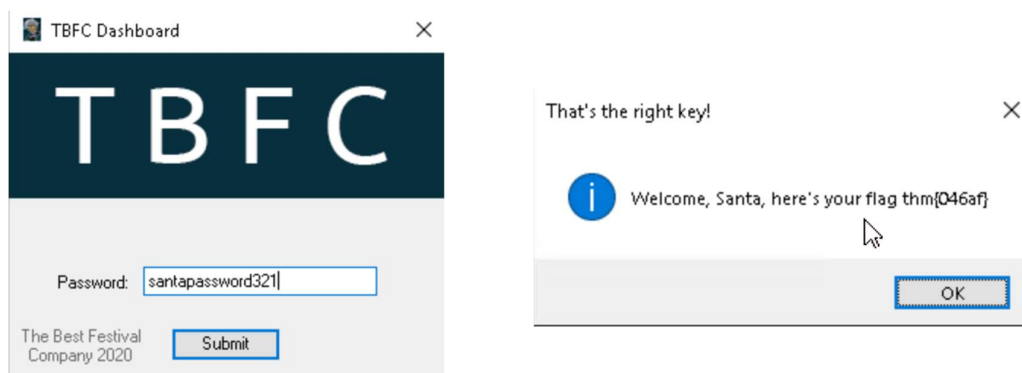 TBFC Dashboard
T B F C
Password: santapassword321
The Best Festival
Company 2020
Submit
That's the right key!
Welcome, Santa, here's your flag thm{046af}
OK